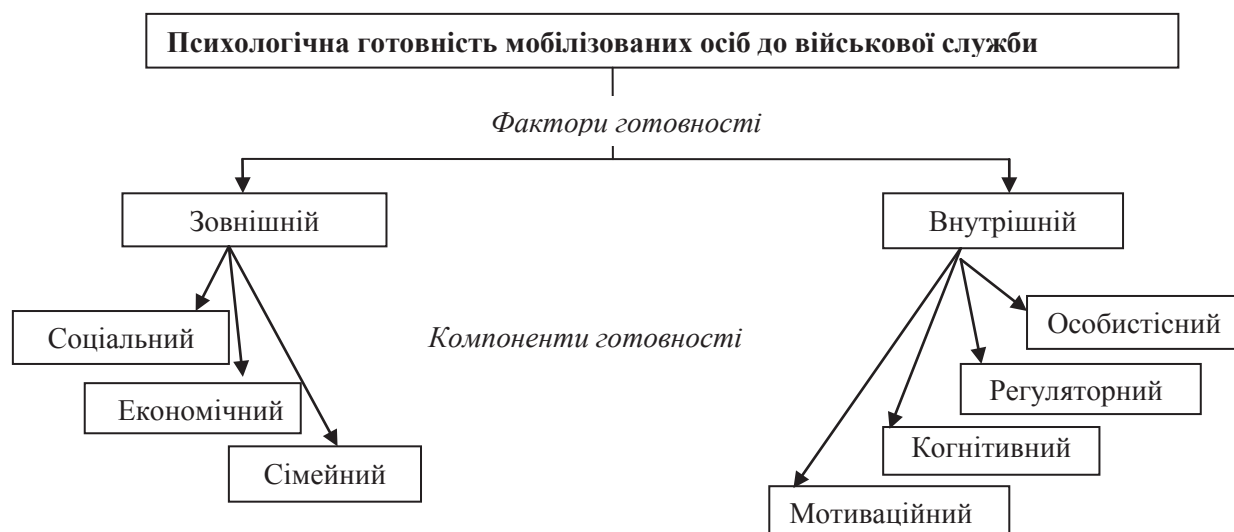 Психологічна готовність мобілізованих осіб до військової служби
Фактори готовності
Зовнішній
Внутрішній
Соціальний
Компоненти готовності
Особистісний
Економічний
Регуляторний
Сімейний
Когнітивний
Мотиваційний